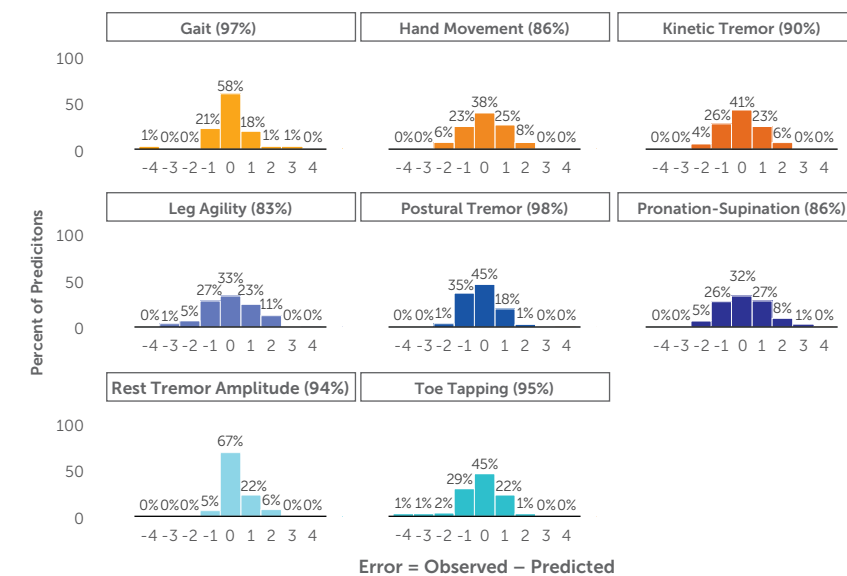 Gait (97%)
Hand Movement (86%)
Kinetic Tremor (90%)
100
50
0
58%
21%
18%
1% 0% 0% 1% 1% 0%
38%
23% 25%
0% 0% 6% 8% 0% 0%
41%
26% 23%
0% 0% 4% 6% 0% 0%
-4 -3 -2 -1 0 1 2 3 4
-4 -3 -2 -1 0 1 2 3 4
-4 -3 -2 -1 0 1 2 3 4
Leg Agility (83%)
Postural Tremor (98%)
Pronation-Supination (86%)
Percent of Predicitons
100
50
0
33%
27% 23%
0% 1% 5% 11% 0% 0%
45%
35%
18%
0% 0% 1% 1% 0% 0%
32%
26% 27%
0% 0% 5% 8% 1% 0%
-4 -3 -2 -1 0 1 2 3 4
-4 -3 -2 -1 0 1 2 3 4
-4 -3 -2 -1 0 1 2 3 4
Rest Tremor Amplitude (94%)
Toe Tapping (95%)
100
50
0
67%
22%
0% 0% 0% 5% 6% 0% 0%
45%
29% 22%
1% 1% 2% 1% 0% 0%
-4 -3 -2 -1 0 1 2 3 4
-4 -3 -2 -1 0 1 2 3 4
Error = Observed – Predicted